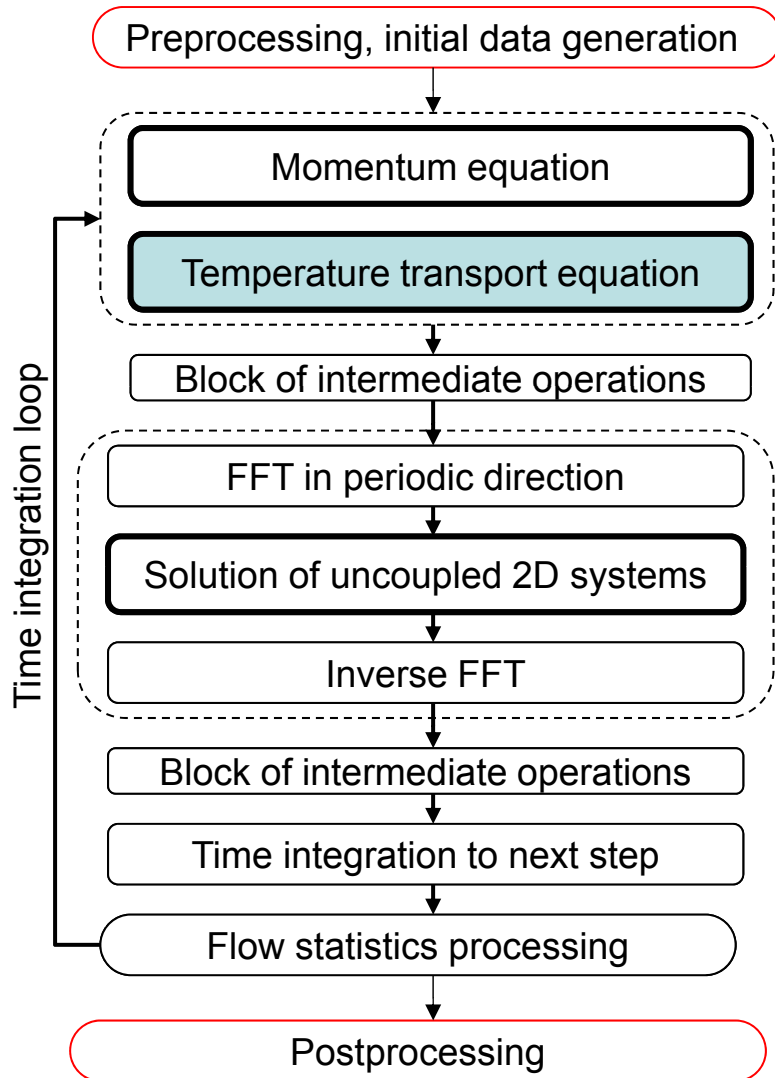 Preprocessing, initial data generation
Momentum equation
Temperature transport equation
Block of intermediate operations
FFT in periodic direction
Solution of uncoupled 2D systems
Inverse FFT
Block of intermediate operations
Time integration to next step
Flow statistics processing
Postprocessing
Time integration loop